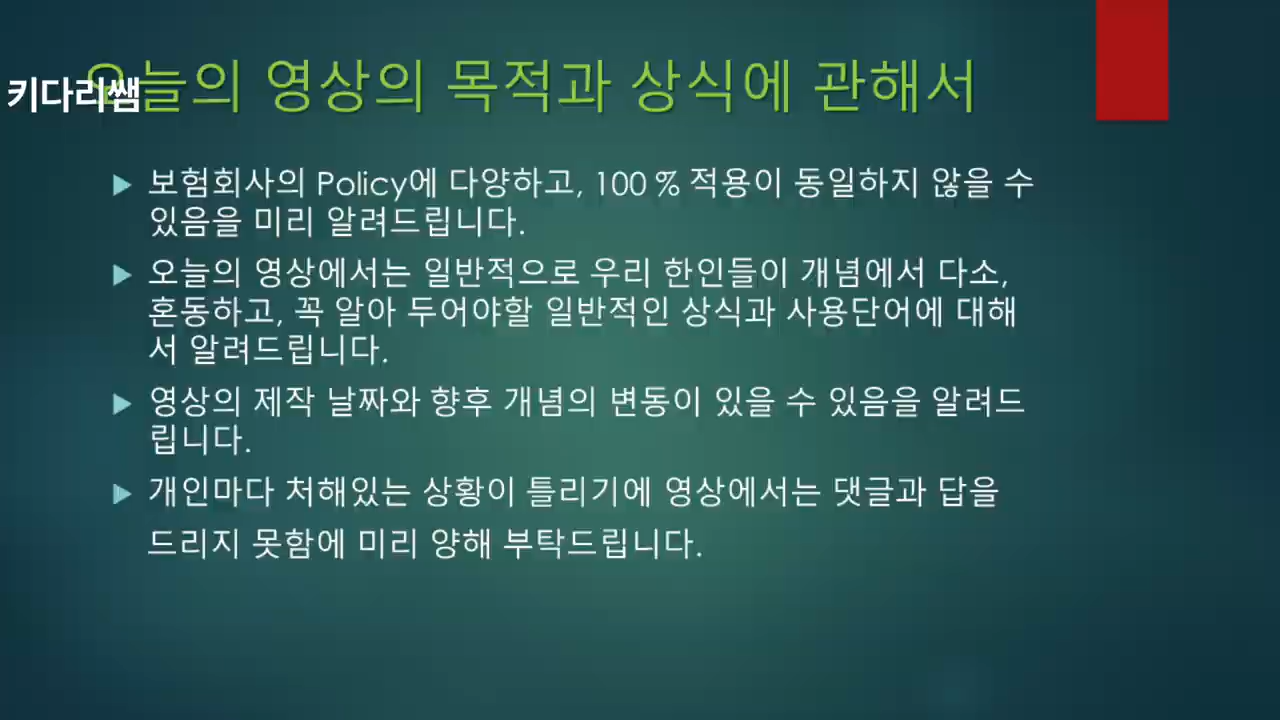 오늘의 영상의 목적과 상식에 관해서
키다리쌤
보험회사의 Policy에 다양하고, 100 % 적용이 동일하지 않을 수
있음을 미리 알려드립니다.
오늘의 영상에서는 일반적으로 우리 한인들이 개념에서 다소,
혼동하고, 꼭 알아 두어야할 일반적인 상식과 사용단어에 대해
서 알려드립니다.
영상의 제작 날짜와 향후 개념의 변동이 있을 수 있음을 알려드
립니다.
개인마다 처해있는 상황이 틀리기에 영상에서는 댓글과 답을
드리지 못함에 미리 양해 부탁드립니다.